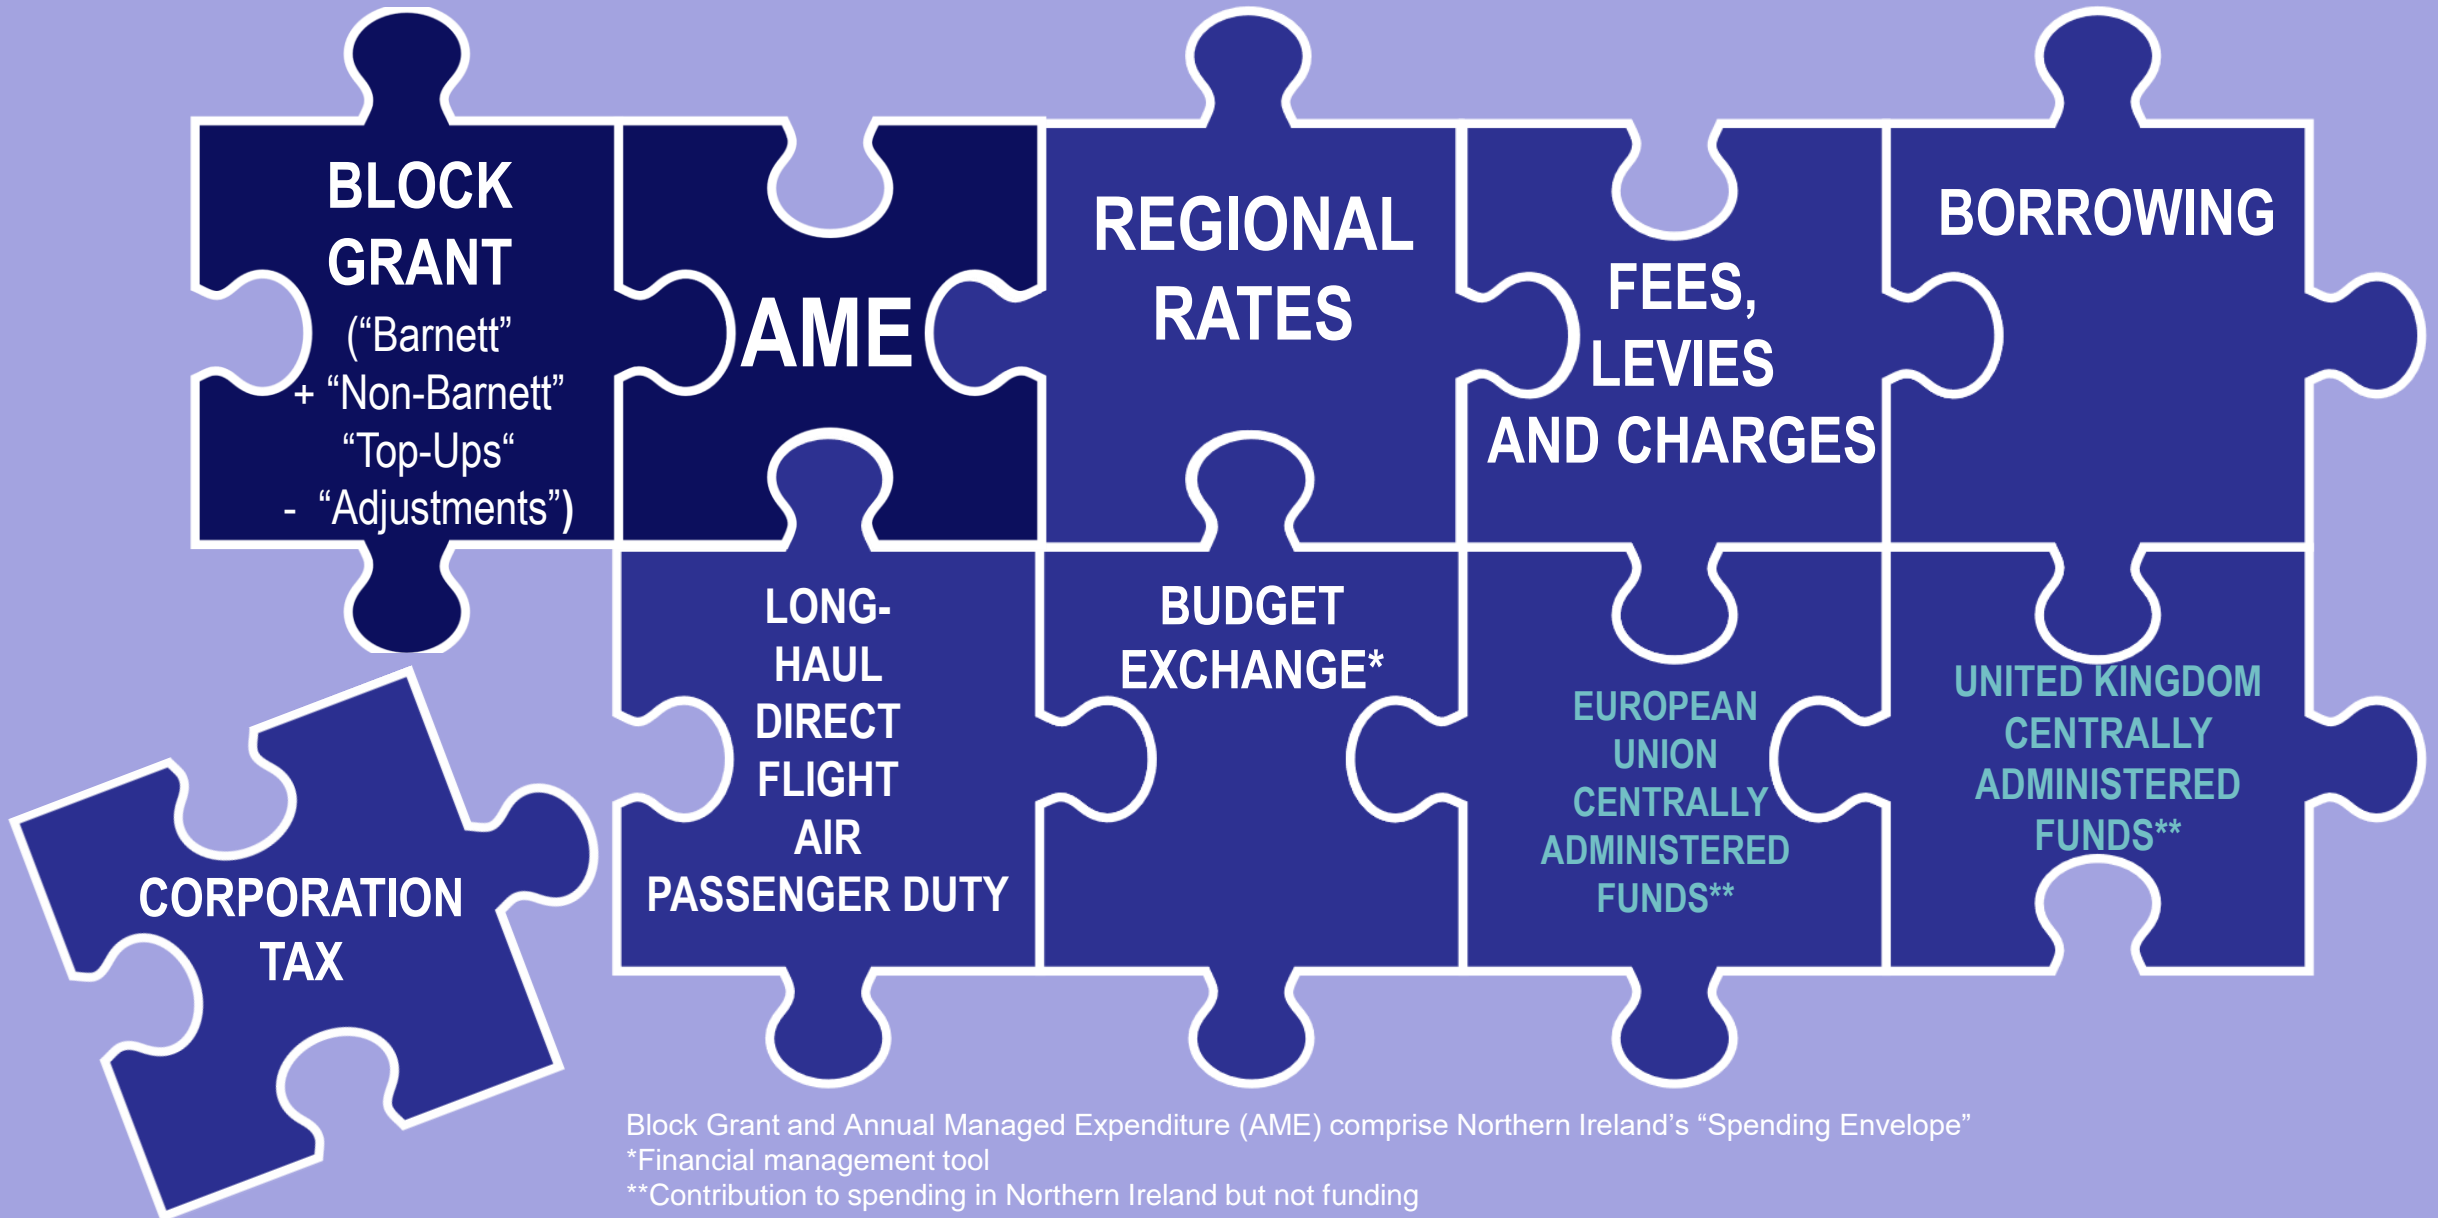 BLOCK
GRANT
(“Barnett”
+ “Non-Barnett”
“Top-Ups“
- “Adjustments”)
AME
REGIONAL
RATES
FEES,
LEVIES
AND CHARGES
BORROWING
CORPORATION
TAX
LONG-
HAUL
DIRECT
FLIGHT
AIR
PASSENGER DUTY
BUDGET
EXCHANGE*
EUROPEAN
UNION
CENTRALLY
ADMINISTERED
FUNDS**
UNITED KINGDOM
CENTRALLY
ADMINISTERED
FUNDS**
Block Grant and Annual Managed Expenditure (AME) comprise Northern Ireland’s “Spending Envelope”
*Financial management tool
**Contribution to spending in Northern Ireland but not funding